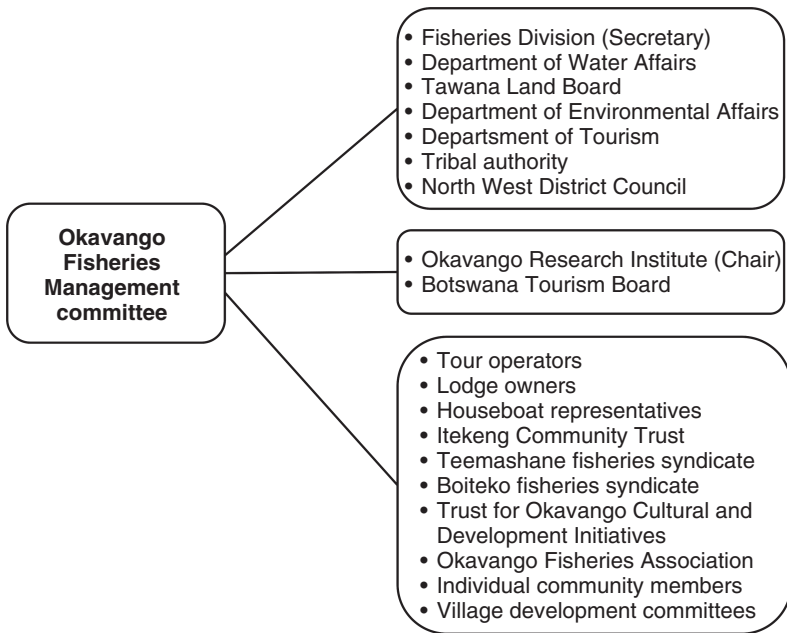 Okavango
Fisheries
Management
committee
• Fisheries Division (Secretary)
• Department of Water Affairs
• Tawana Land Board
• Department of Environmental Affairs
• Departsment of Tourism
• Tribal authority
• North West District Council
• Okavango Research Institute (Chair)
• Botswana Tourism Board
• Tour operators
• Lodge owners
• Houseboat representatives
• Itekeng Community Trust
• Teemashane fisheries syndicate
• Boiteko fisheries syndicate
• Trust for Okavango Cultural and
Development Initiatives
• Okavango Fisheries Association
• Individual community members
• Village development committees